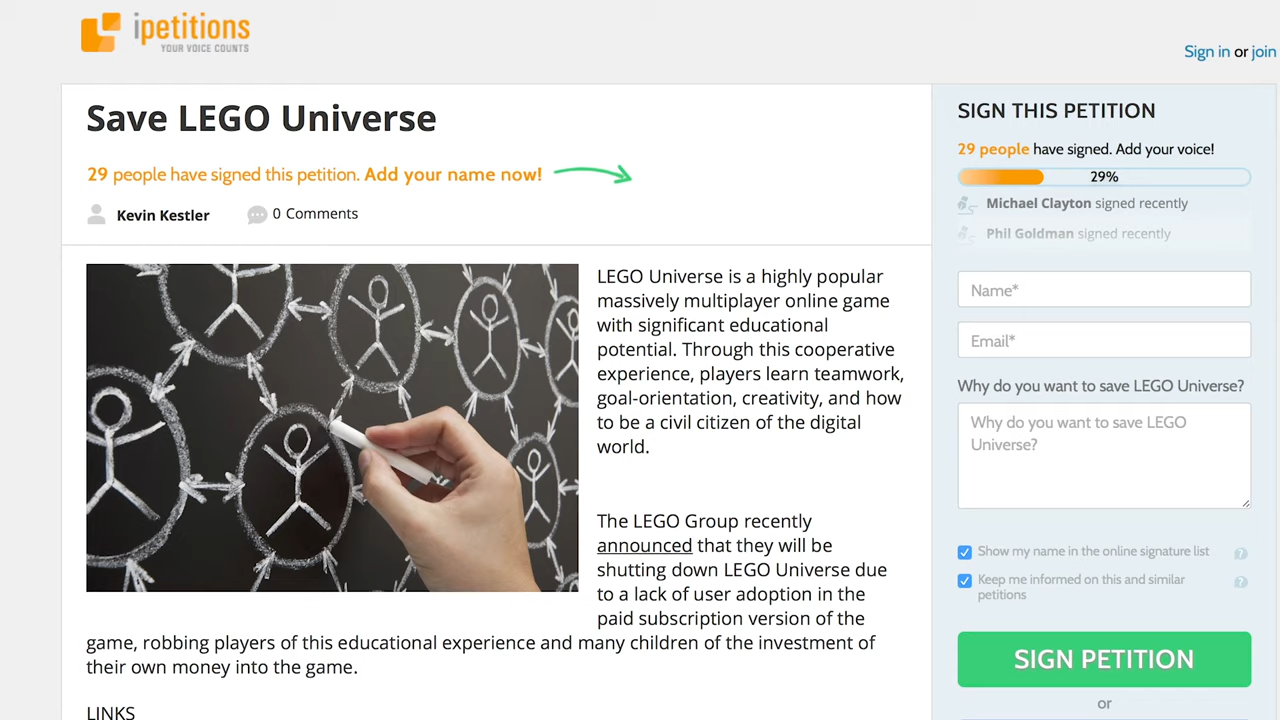 ipetitions
YOUR VOICE COUNTS
Sign in or join
Save LEGO Universe
29 people have signed this petition. Add your name now!
Kevin Kestler
0 Comments
LEGO Universe is a highly popular
massively multiplayer online game
with significant educational
potential. Through this cooperative
experience, players learn teamwork,
goal-orientation, creativity, and how
to be a civil citizen of the digital
world.
The LEGO Group recently
announced that they will be
shutting down LEGO Universe due
to a lack of user adoption in the
paid subscription version of the
game, robbing players of this educational experience and many children of the investment of
their own money into the game.
LINKS
SIGN THIS PETITION
29 people have signed. Add your voice!
29%
Michael Clayton signed recently
Phil Goldman signed recently
Name*
Email*
Why do you want to save LEGO Universe?
Why do you want to save LEGO
Universe?
Show my name in the online signature list
?
Keep me informed on this and similar
petitions
?
SIGN PETITION
or